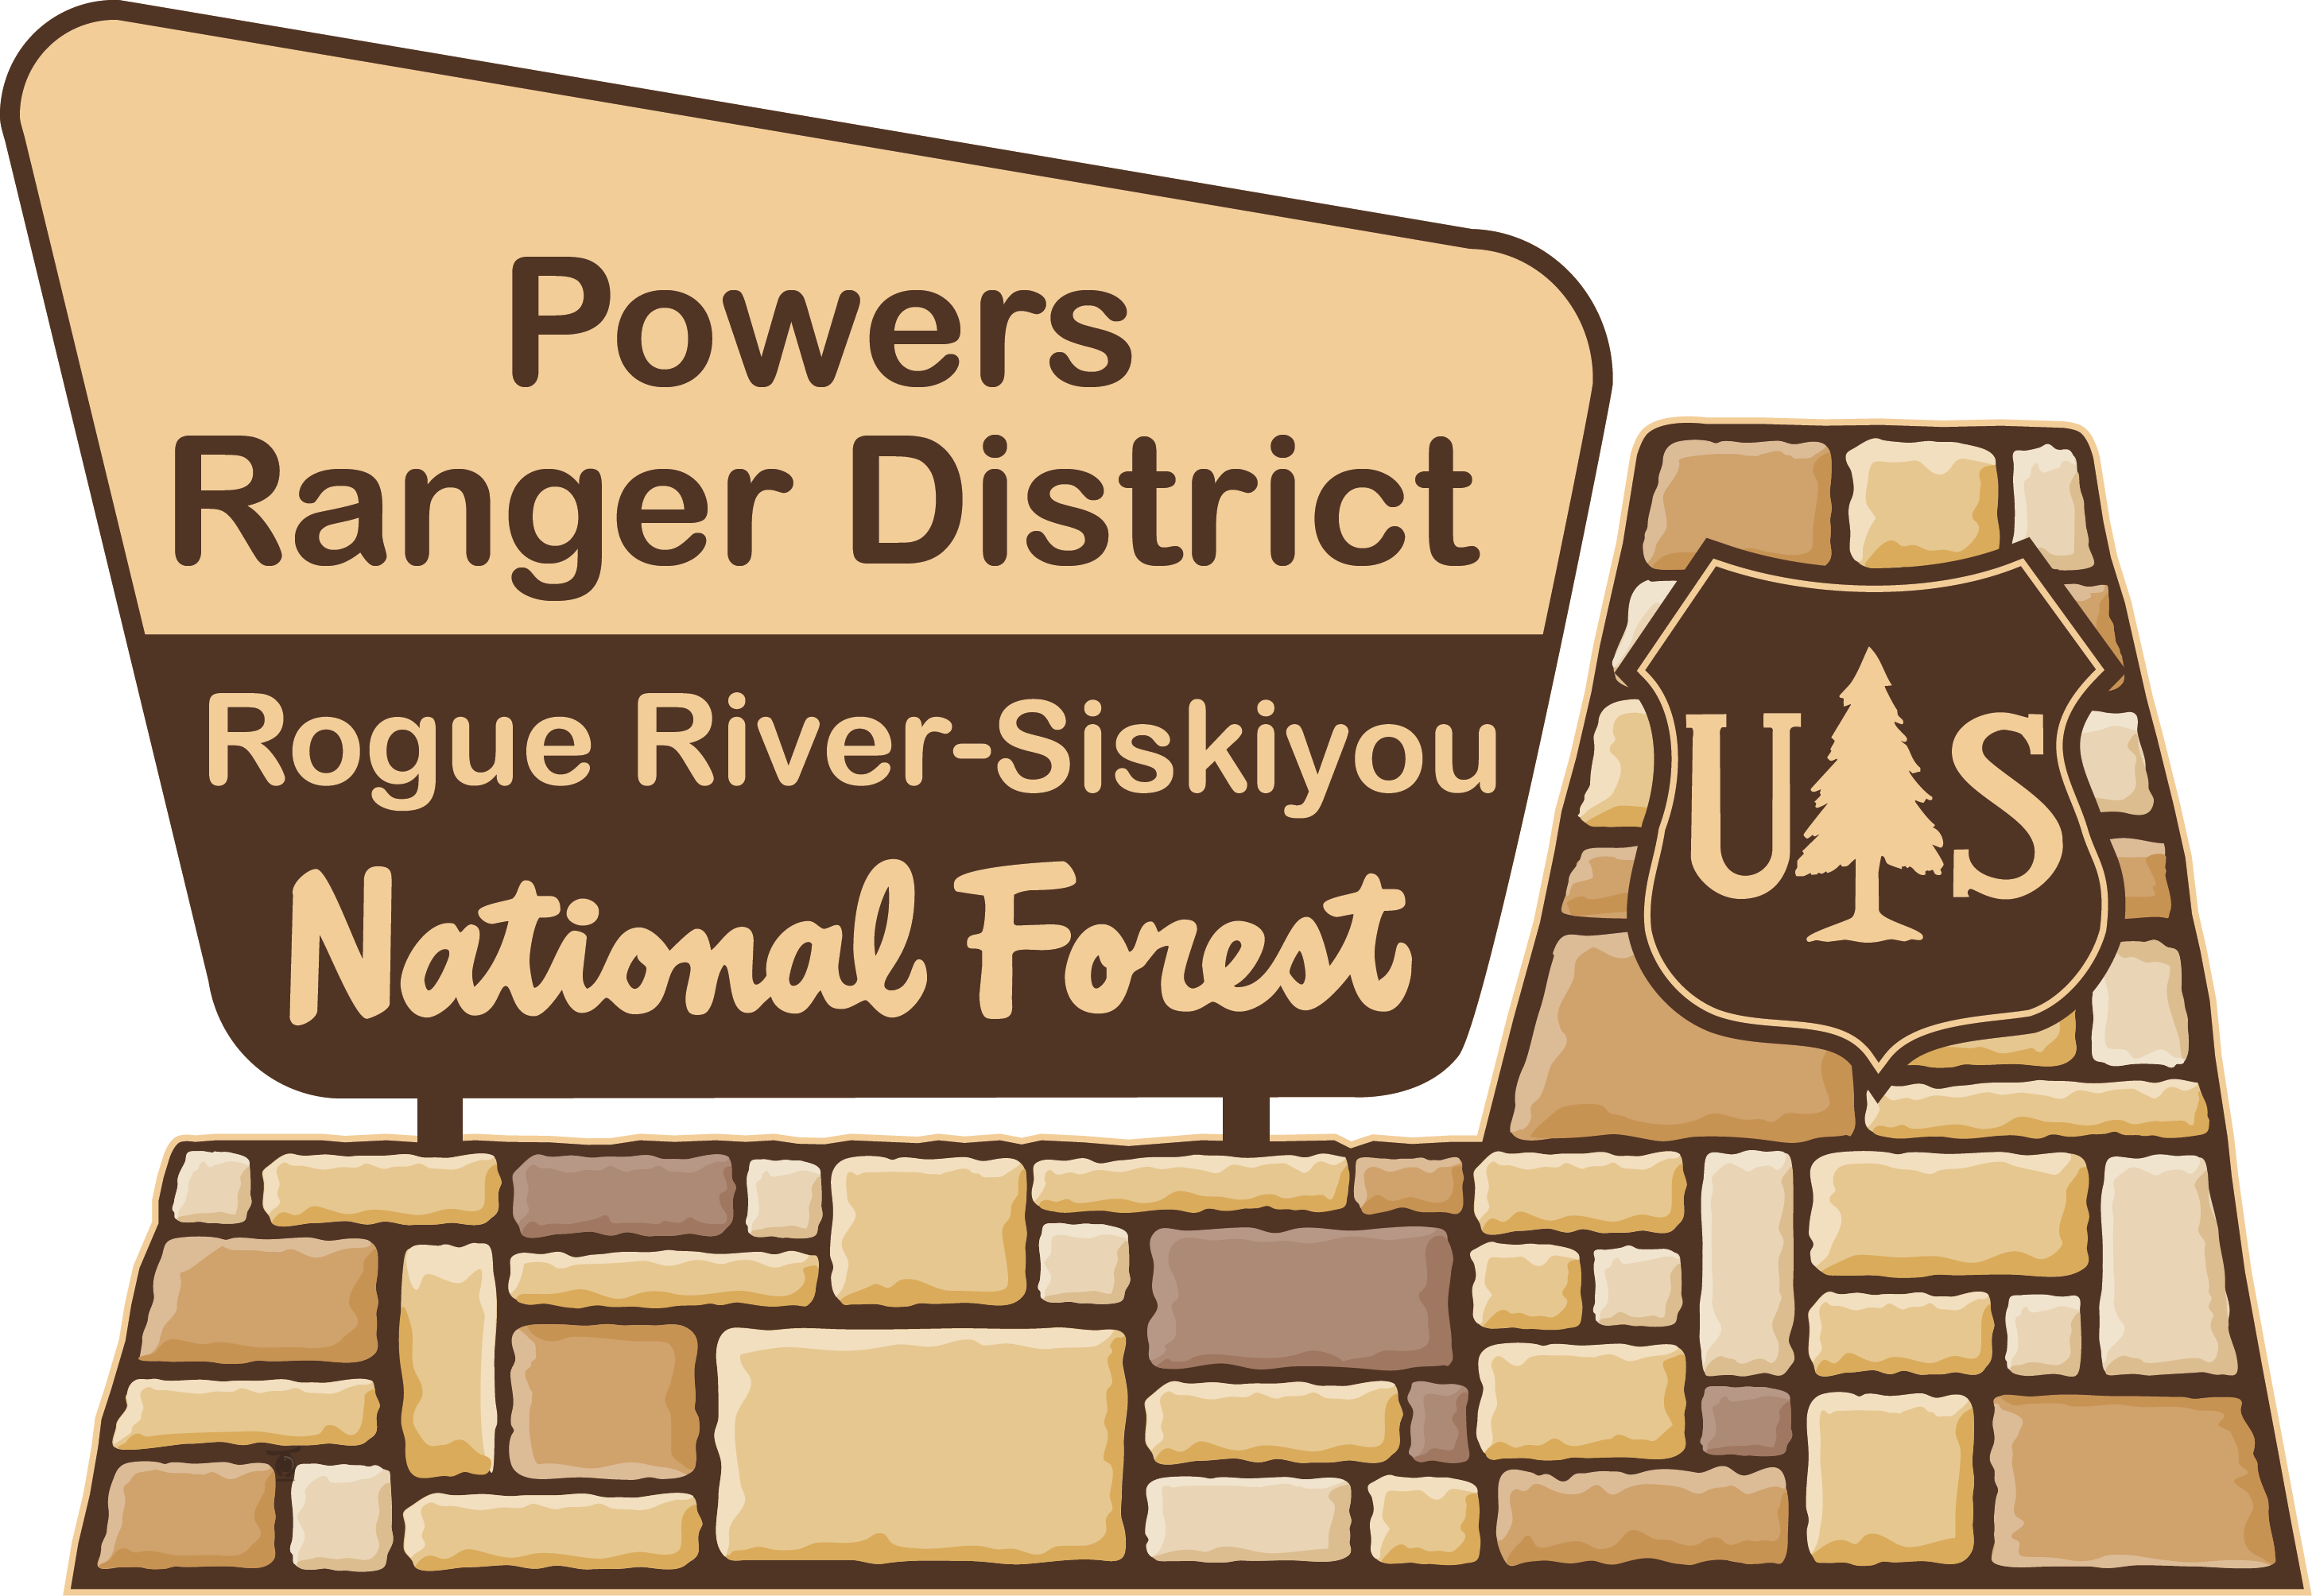 Powers
Ranger District
Rogue River-Siskiyou
National Forest
U S